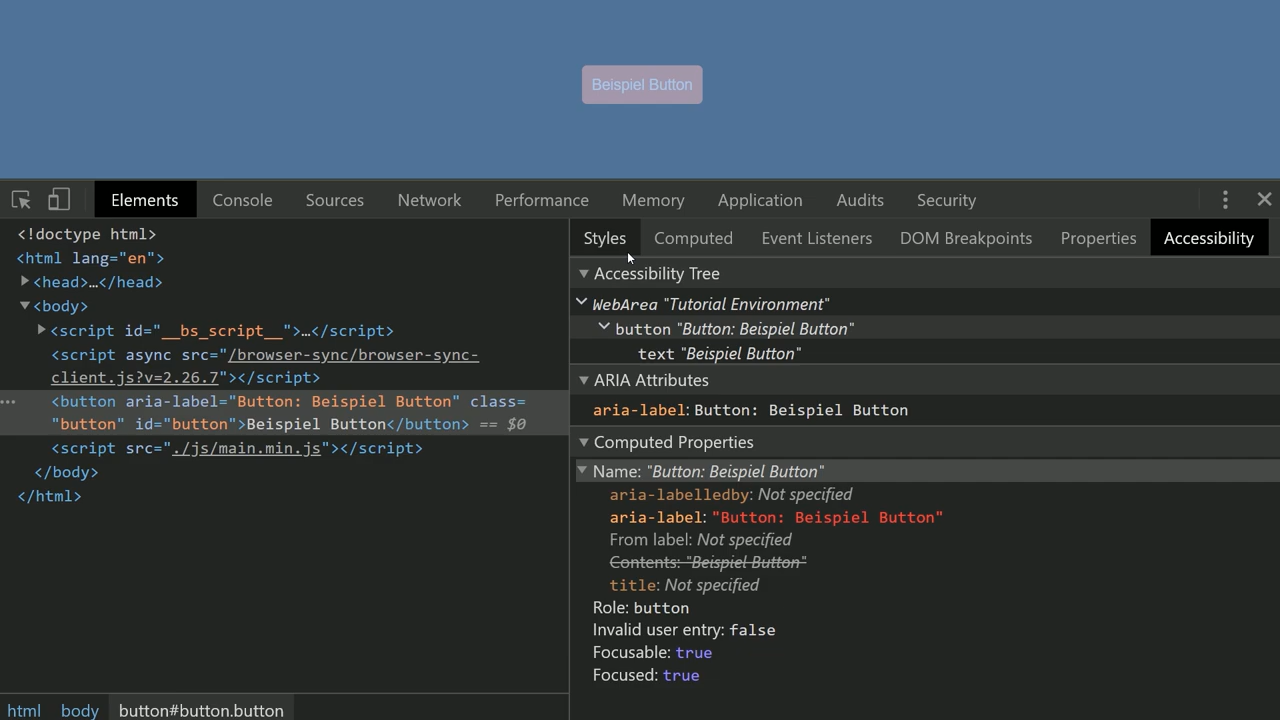 Beispiel Button
Elements Console Sources Network Performance Memory Application Audits Security
<!doctype html>
<html lang="en">
<head>…</head>
<body>
<script id="__bs_script__">…</script>
<script async src="/browser-sync/browser-sync-
client.js?v=2.26.7"></script>
<button aria-label="Button: Beispiel Button" class=
"button" id="button">Beispiel Button</button> == $0
<script src="./js/main.min.js"></script>
</body>
</html>
html body button#button.button
Styles Computed Event Listeners DOM Breakpoints Properties Accessibility
Accessibility Tree
WebArea "Tutorial Environment"
button "Button: Beispiel Button"
text "Beispiel Button"
ARIA Attributes
aria-label: Button: Beispiel Button
Computed Properties
Name: "Button: Beispiel Button"
aria-labelledby: Not specified
aria-label: "Button: Beispiel Button"
From label: Not specified
Contents: "Beispiel Button"
title: Not specified
Role: button
Invalid user entry: false
Focusable: true
Focused: true